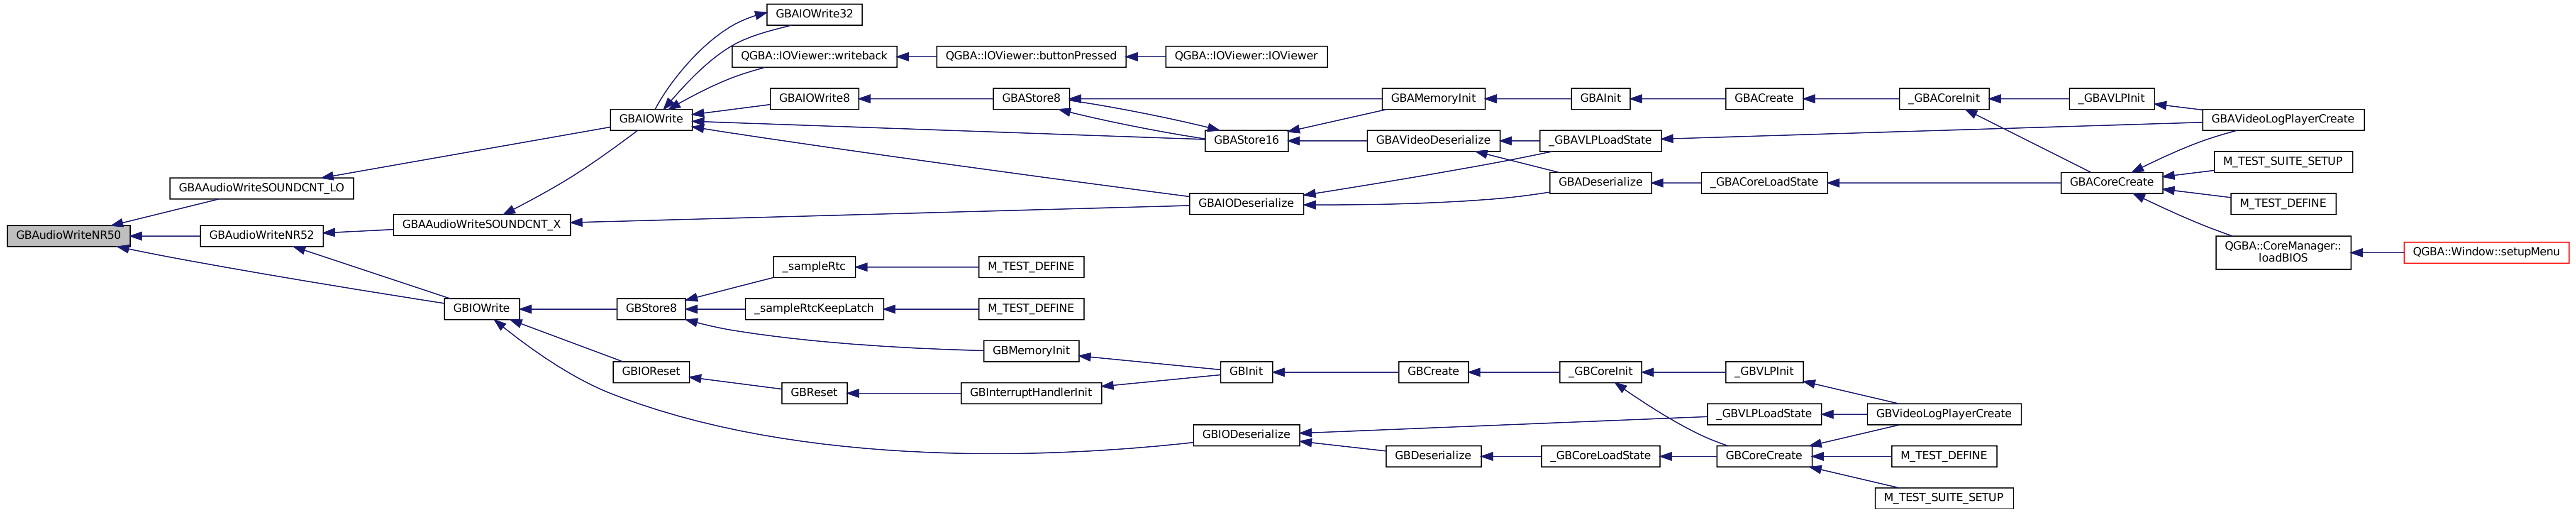 GBAIOWrite32
QGBA::IOViewer::writeback
QGBA::IOViewer::buttonPressed
QGBA::IOViewer::IOViewer
GBAIOWrite8
GBAStore8
GBAMemoryInit
GBAInit
GBACreate
_GBACoreInit
_GBAVLPInit
GBAIOWrite
GBAVideoLogPlayerCreate
GBAStore16
GBAVideoDeserialize
_GBAVLPLoadState
M_TEST_SUITE_SETUP
GBAAudioWriteSOUNDCNT_LO
GBADeserialize
_GBACoreLoadState
GBACoreCreate
GBAIODeserialize
M_TEST_DEFINE
GBAudioWriteNR50
GBAudioWriteNR52
GBAAudioWriteSOUNDCNT_X
QGBA::CoreManager::
loadBIOS
QGBA::Window::setupMenu
_sampleRtc
M_TEST_DEFINE
GBIOWrite
GBStore8
_sampleRtcKeepLatch
M_TEST_DEFINE
GBMemoryInit
GBIOReset
GBInit
GBCreate
_GBCoreInit
_GBVLPInit
GBReset
GBInterruptHandlerInit
_GBVLPLoadState
GBVideoLogPlayerCreate
GBIODeserialize
GBDeserialize
_GBCoreLoadState
GBCoreCreate
M_TEST_DEFINE
M_TEST_SUITE_SETUP